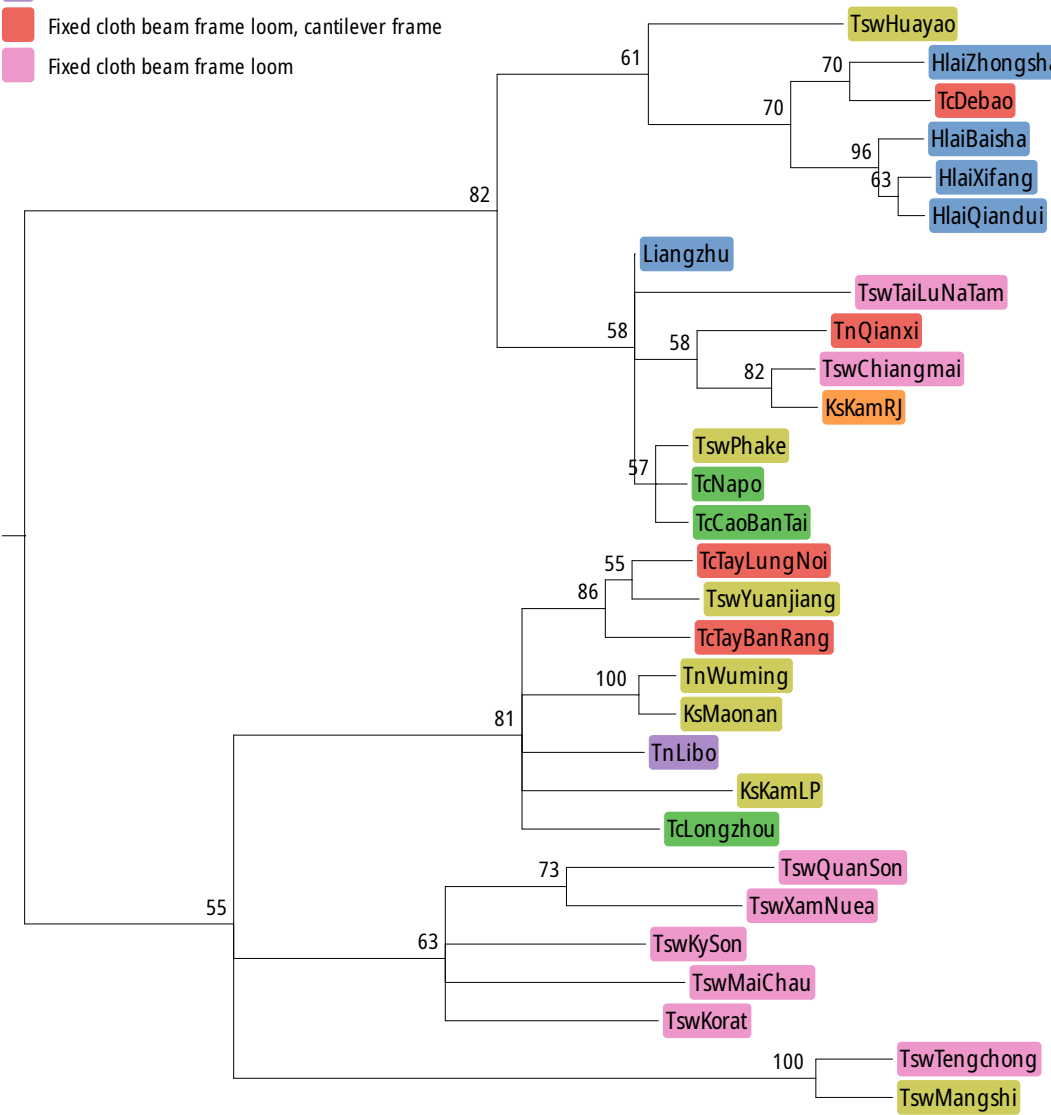 Fixed cloth beam frame loom, cantilever frame
Fixed cloth beam frame loom
TswHuayao
61
HlaiZhongsha
70
TcDebao
70
HlaiBaisha
96
HlaiXifang
63
HlaiQiandui
82
Liangzhu
TswTaiLuNaTam
58
TnQianxi
58
TswChiangmai
82
KsKamRJ
TswPhake
57
TcNapo
TcCaoBanTai
TcTayLungNoi
55
TswYuanjiang
86
TcTayBanRang
TnWuming
100
KsMaonan
81
TnLibo
KsKamLP
TcLongzhou
TswQuanSon
73
TswXamNuea
55
63
TswKySon
TswMaiChau
TswKorat
TswTengchong
100
TswMangshi